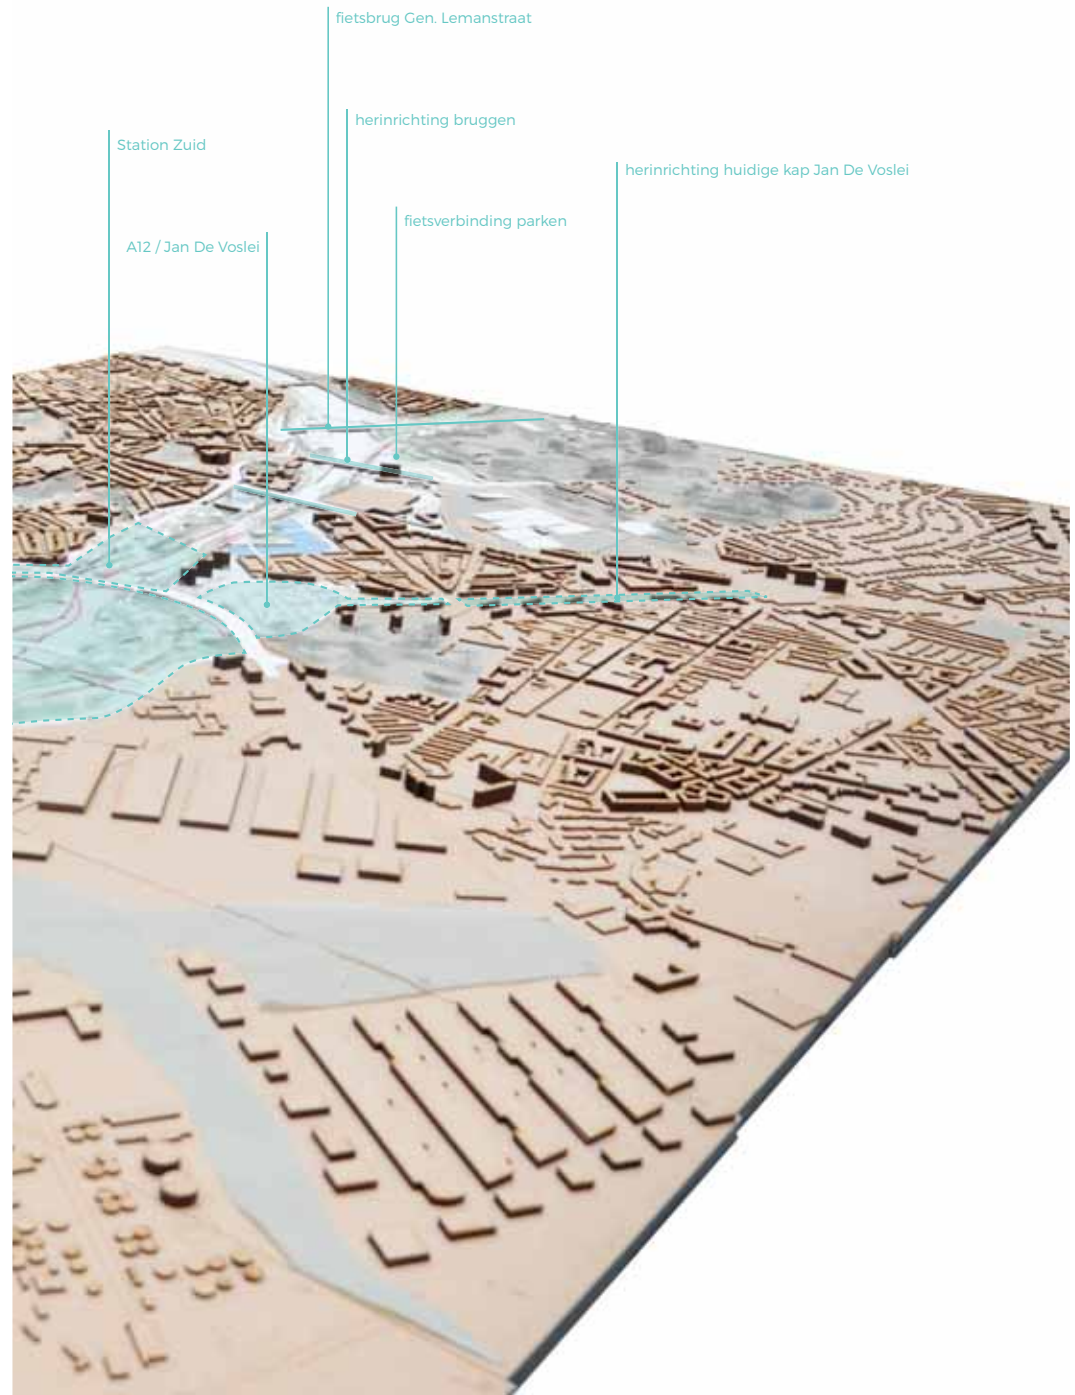 fietsbrug Gen. Lemanstraat
herinrichting bruggen
Station Zuid
herinrichting huidige kap Jan De Voslei
fietsverbinding parken
A12 / Jan De Voslei